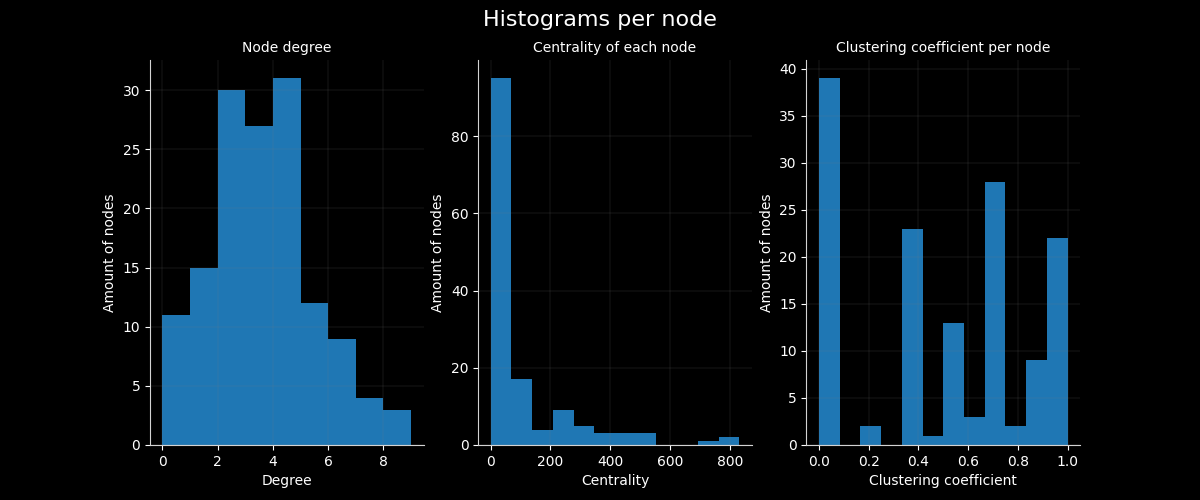 Histograms per node
Node degree
Amount of nodes
0
5
10
15
20
25
30
0 2 4 6 8
Degree
Centrality of each node
Amount of nodes
0
20
40
60
80
0 200 400 600 800
Centrality
Clustering coefficient per node
Amount of nodes
0
5
10
15
20
25
30
35
40
0.0 0.2 0.4 0.6 0.8 1.0
Clustering coefficient